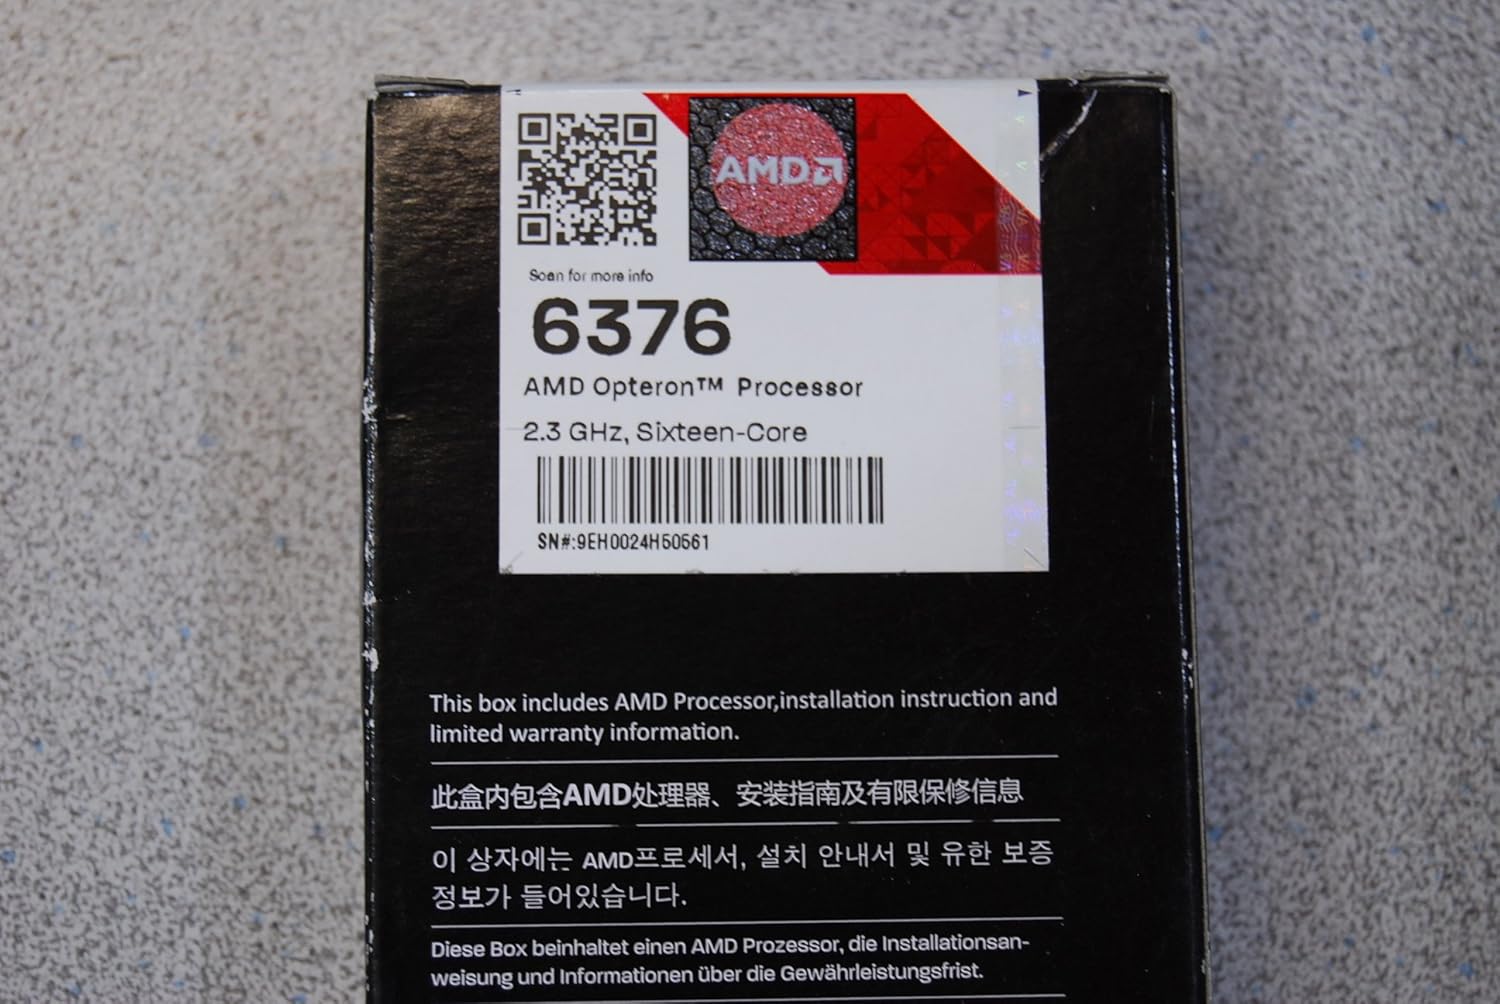 AMD
Scan for more info
6376
AMD Opteron™ Processor
2.3 GHz, Sixteen-Core
SN#:9EH0024H50561
This box includes AMD Processor,installation instruction and
limited warranty information.
此盒内包含AMD处理器、安装指南及有限保修信息
이 상자에는 AMD프로세서, 설치 안내서 및 유한 보증
정보가 들어있습니다.
Diese Box beinhaltet einen AMD Prozessor, die Installationsan-
weisung und Informationen über die Gewährleistungsfrist.